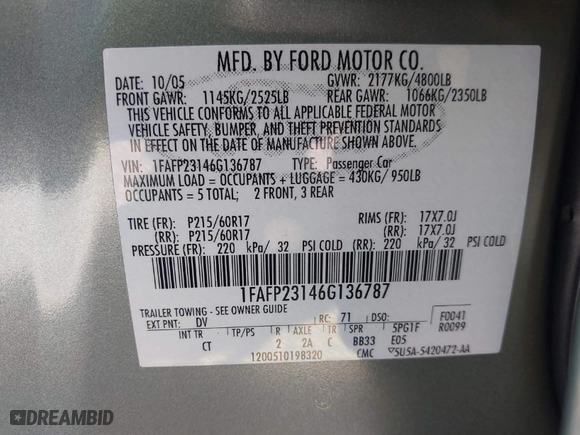 MFD. BY FORD MOTOR CO.
DATE: 10/05 GVWR: 2177KG/4800LB
FRONT GAWR: 1145KG/2525LB REAR GAWR: 1066KG/2350LB
THIS VEHICLE CONFORMS TO ALL APPLICABLE FEDERAL MOTOR
VEHICLE SAFETY, BUMPER, AND THEFT PREVENTION STANDARDS
IN EFFECT ON THE DATE OF MANUFACTURE SHOWN ABOVE.
VIN: 1FAFP23146G136787 TYPE: Passenger Car
MAXIMUM LOAD = OCCUPANTS + LUGGAGE = 430KG/950LB
OCCUPANTS = 5 TOTAL; 2 FRONT, 3 REAR
TIRE (FR): P215/60R17 RIMS (FR): 17X7.0J
(RR): P215/60R17 (RR): 17X7.0J
PRESSURE (FR): 220 kPa/ 32 PSI COLD (RR): 220 kPa/ 32 PSI COLD
1FAFP23146G136787
TRAILER TOWING - SEE OWNER GUIDE
EXT PNT: DV RC: 71 DSO: F0041
INT TR TP/PS R AXLE TR SPR 5PG1F R0099
CT 2 2A C BB33 E05
1200510198320 CMC 5U5A-5420472-AA
DREAMBID